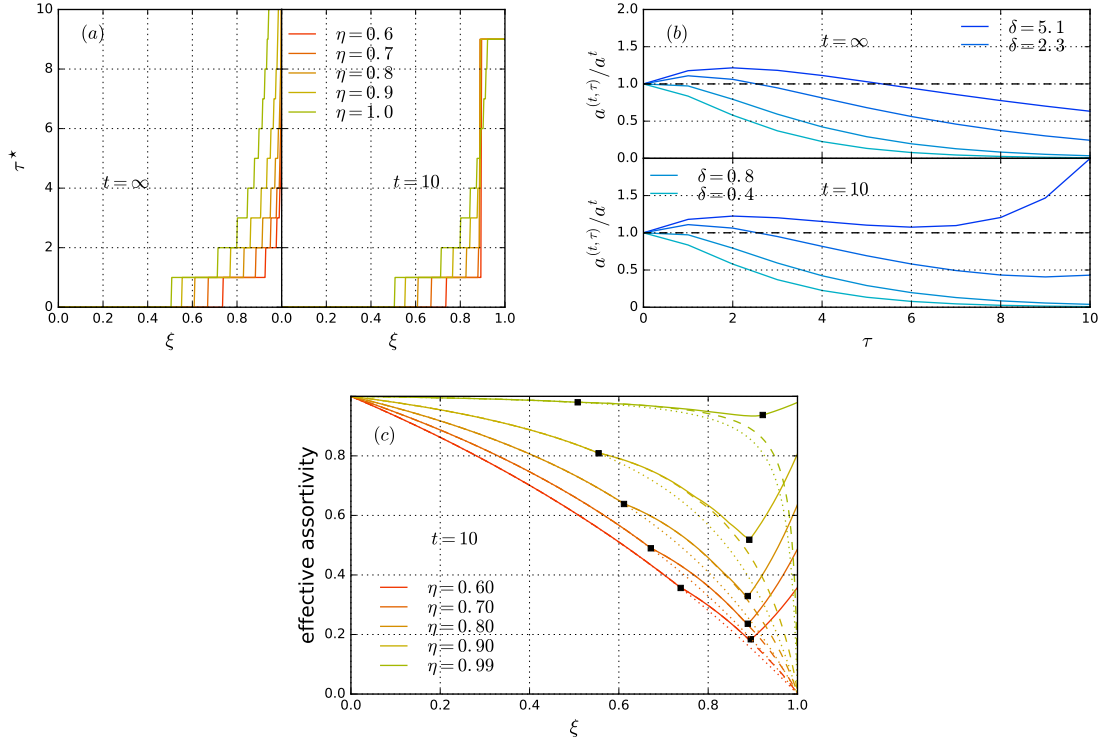 (a)
τ*
10
8
6
4
2
0
t = ∞
0.0 0.2 0.4 0.6 0.8 0.0 0.2 0.4 0.6 0.8 1.0
ξ ξ
η = 0.6
η = 0.7
η = 0.8
η = 0.9
η = 1.0
t = 10
(b)
a^(t, τ)/a^t
2.0
1.5
1.0
0.5
0.0
t = ∞
δ = 5.1
δ = 2.3
a^(t, τ)/a^t
2.0
1.5
1.0
0.5
0.0
δ = 0.8
δ = 0.4
t = 10
0 2 4 6 8 10
τ
(c)
effective assortivity
0.8
0.6
0.4
0.2
0.0
t = 10
η = 0.60
η = 0.70
η = 0.80
η = 0.90
η = 0.99
0.0 0.2 0.4 0.6 0.8 1.0
ξ